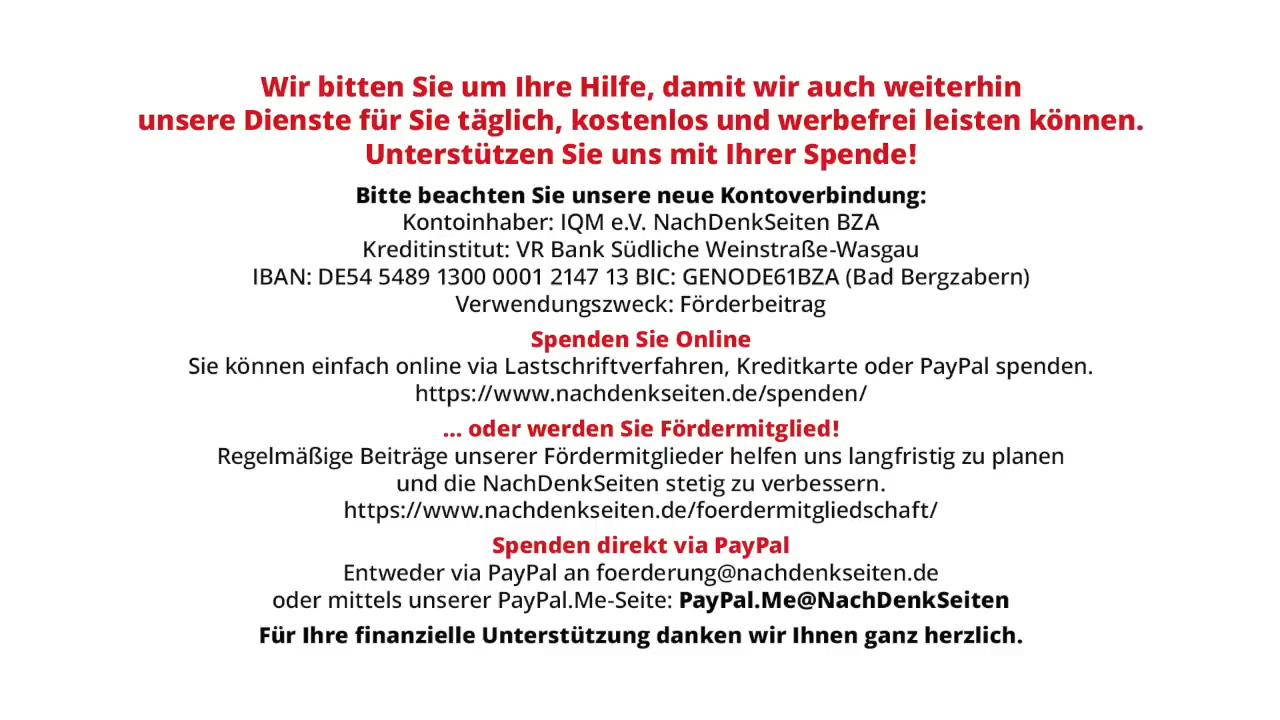 Wir bitten Sie um Ihre Hilfe, damit wir auch weiterhin
unsere Dienste für Sie täglich, kostenlos und werbefrei leisten können.
Unterstützen Sie uns mit Ihrer Spende!
Bitte beachten Sie unsere neue Kontoverbindung:
Kontoinhaber: IQM e.V. NachDenkSeiten BZA
Kreditinstitut: VR Bank Südliche Weinstraße-Wasgau
IBAN: DE54 5489 1300 0001 2147 13 BIC: GENODE61BZA (Bad Bergzabern)
Verwendungszweck: Förderbeitrag
Spenden Sie Online
Sie können einfach online via Lastschriftverfahren, Kreditkarte oder PayPal spenden.
https://www.nachdenkseiten.de/spenden/
... oder werden Sie Fördermitglied!
Regelmäßige Beiträge unserer Fördermitglieder helfen uns langfristig zu planen
und die NachDenkSeiten stetig zu verbessern.
https://www.nachdenkseiten.de/foerdermitgliedschaft/
Spenden direkt via PayPal
Entweder via PayPal an foerderung@nachdenkseiten.de
oder mittels unserer PayPal.Me-Seite: PayPal.Me@NachDenkSeiten
Für Ihre finanzielle Unterstützung danken wir Ihnen ganz herzlich.